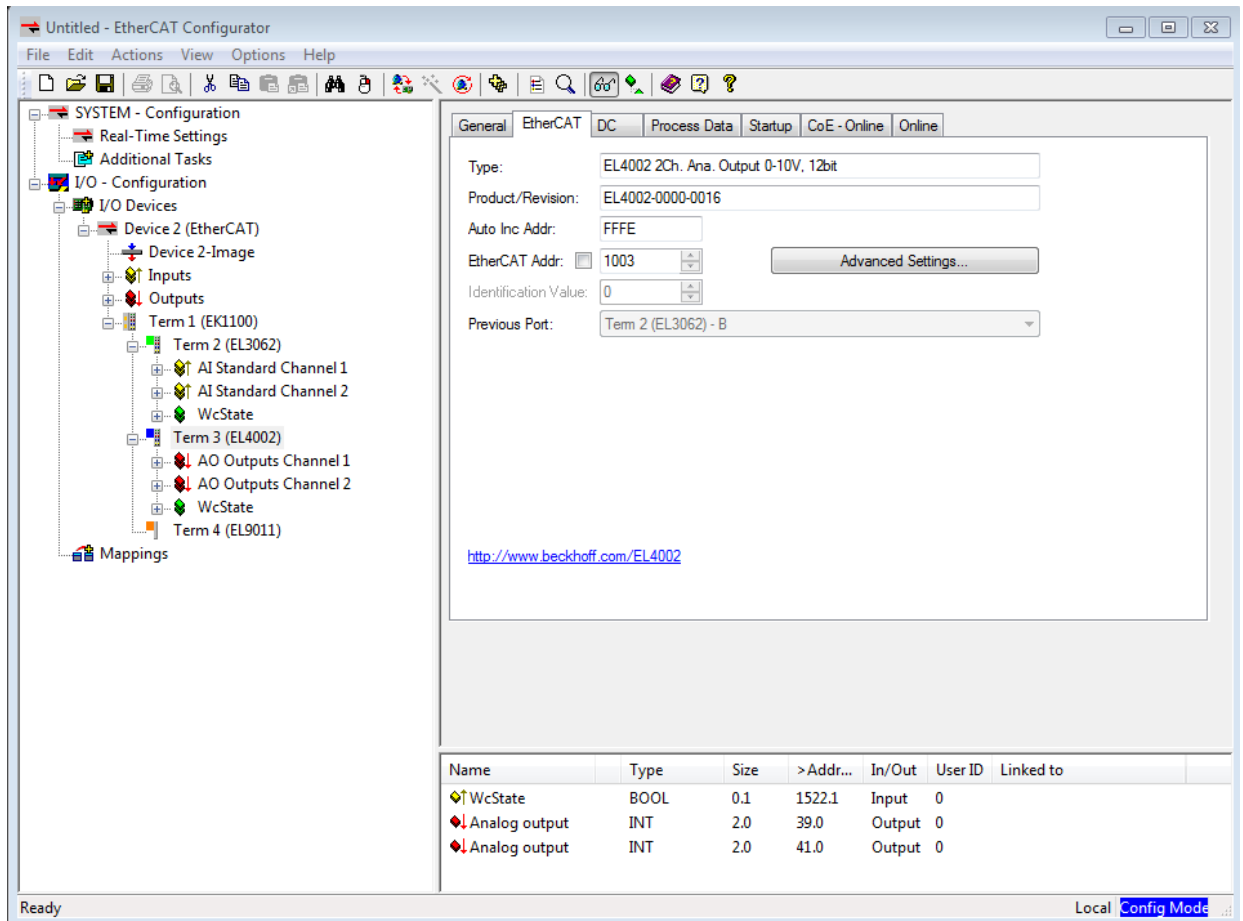 Untitled - EtherCAT Configurator
File Edit Actions View Options Help
SYSTEM - Configuration
Real-Time Settings
Additional Tasks
I/O - Configuration
I/O Devices
Device 2 (EtherCAT)
Device 2-Image
Inputs
Outputs
Term 1 (EK1100)
Term 2 (EL3062)
AI Standard Channel 1
AI Standard Channel 2
WcState
Term 3 (EL4002)
AO Outputs Channel 1
AO Outputs Channel 2
WcState
Term 4 (EL9011)
Mappings
General EtherCAT DC Process Data Startup CoE - Online Online
Type: EL4002 2Ch. Ana. Output 0-10V, 12bit
Product/Revision: EL4002-0000-0016
Auto Inc Addr: FFFE
EtherCAT Addr: 1003 Advanced Settings...
Identification Value: 0
Previous Port: Term 2 (EL3062) - B
http://www.beckhoff.com/EL4002
Name Type Size >Addr... In/Out User ID Linked to
WcState BOOL 0.1 1522.1 Input 0
Analog output INT 2.0 39.0 Output 0
Analog output INT 2.0 41.0 Output 0
Ready Local Config Mode